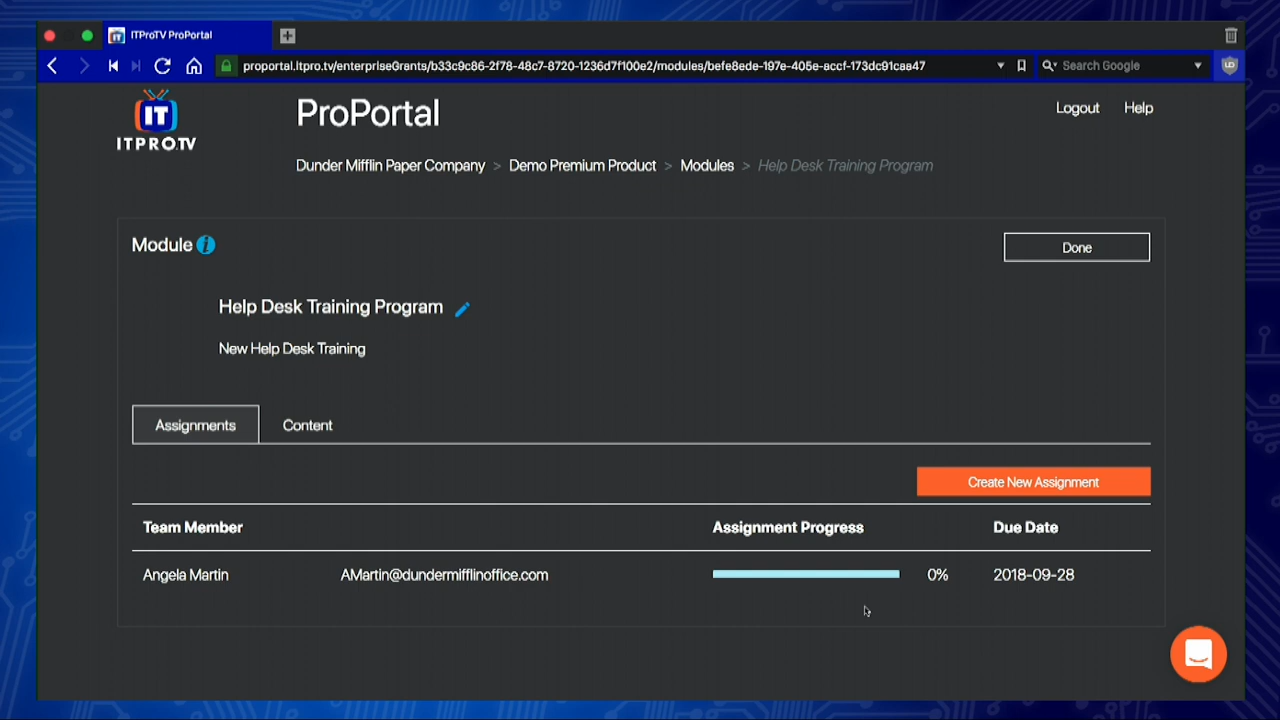 ITProTV ProPortal
proportal.itpro.tv/enterpriseGrants/b33c9c86-2f78-48c7-8720-1236d7f100e2/modules/befe8ede-197e-405e-accf-173dc91caa47
Search Google
IT
ITPRO.TV
ProPortal
Logout Help
Dunder Mifflin Paper Company > Demo Premium Product > Modules > Help Desk Training Program
Module i
Done
Help Desk Training Program
New Help Desk Training
Assignments Content
Create New Assignment
Team Member Assignment Progress Due Date
Angela Martin AMartin@dundermifflinoffice.com 0% 2018-09-28